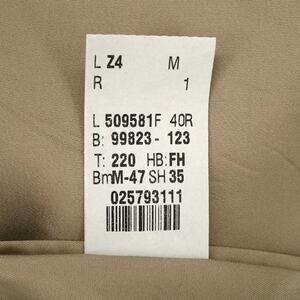 L Z4 M
R 1
L 509581F 40R
B: 99823- 123
T: 220 HB:FH
BmM-47 SH 35
025793111